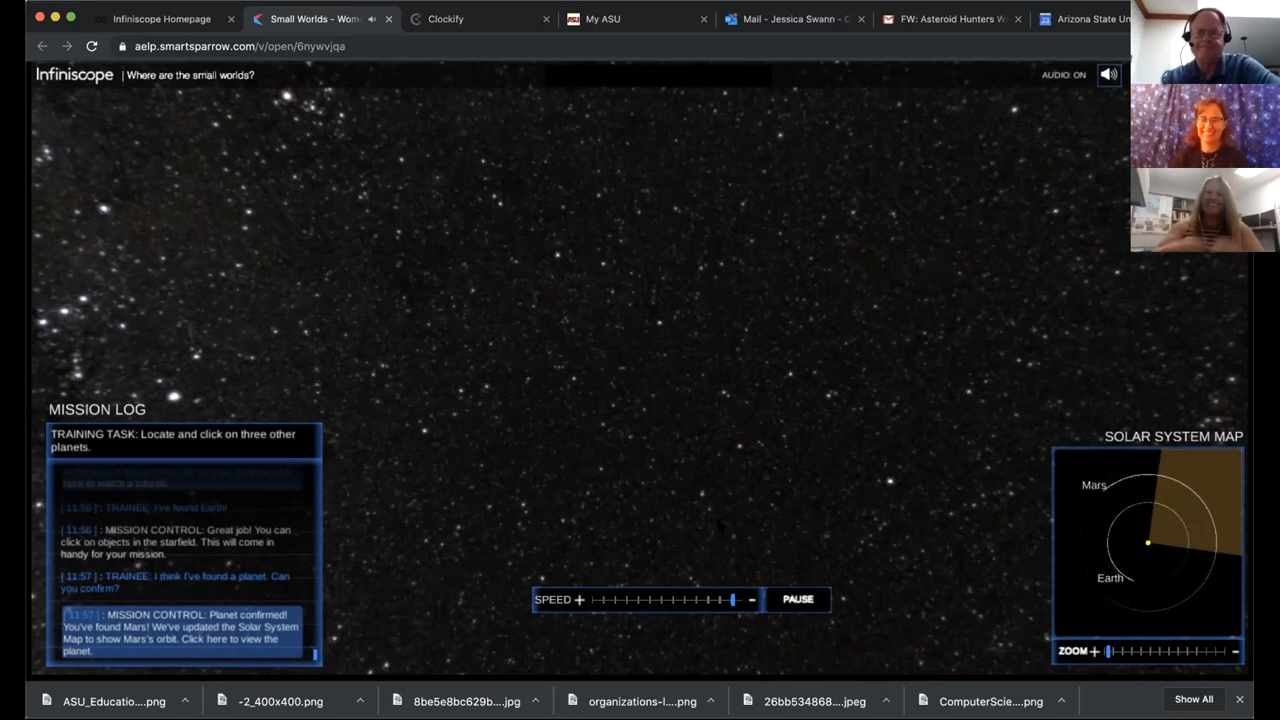 Infiniscope Homepage
Small Worlds - Wom
Clockify
My ASU
Mail - Jessica Swann - C
FW: Asteroid Hunters W
23
Arizona State Un
ASU
aelp.smartsparrow.com/v/open/6nywvjqa
Infiniscope | Where are the small worlds?
AUDIO: ON
MISSION LOG
TRAINING TASK: Locate and click on three other
planets.
here to watch a tutorial.
[ 11:56 ] : TRAINEE: I've found Earth!
[ 11:56 ] : MISSION CONTROL: Great job! You can
click on objects in the starfield. This will come in
handy for your mission.
[ 11:57 ] : TRAINEE: I think I've found a planet. Can
you confirm?
[ 11:57 ] : MISSION CONTROL: Planet confirmed!
You've found Mars! We've updated the Solar System
Map to show Mars's orbit. Click here to view the
planet.
SPEED + −
PAUSE
SOLAR SYSTEM MAP
Mars
Earth
ZOOM + −
ASU_Educatio....png
-2_400x400.png
8be5e8bc629b....jpg
organizations-l....png
26bb534868....jpeg
ComputerScie....png
Show All